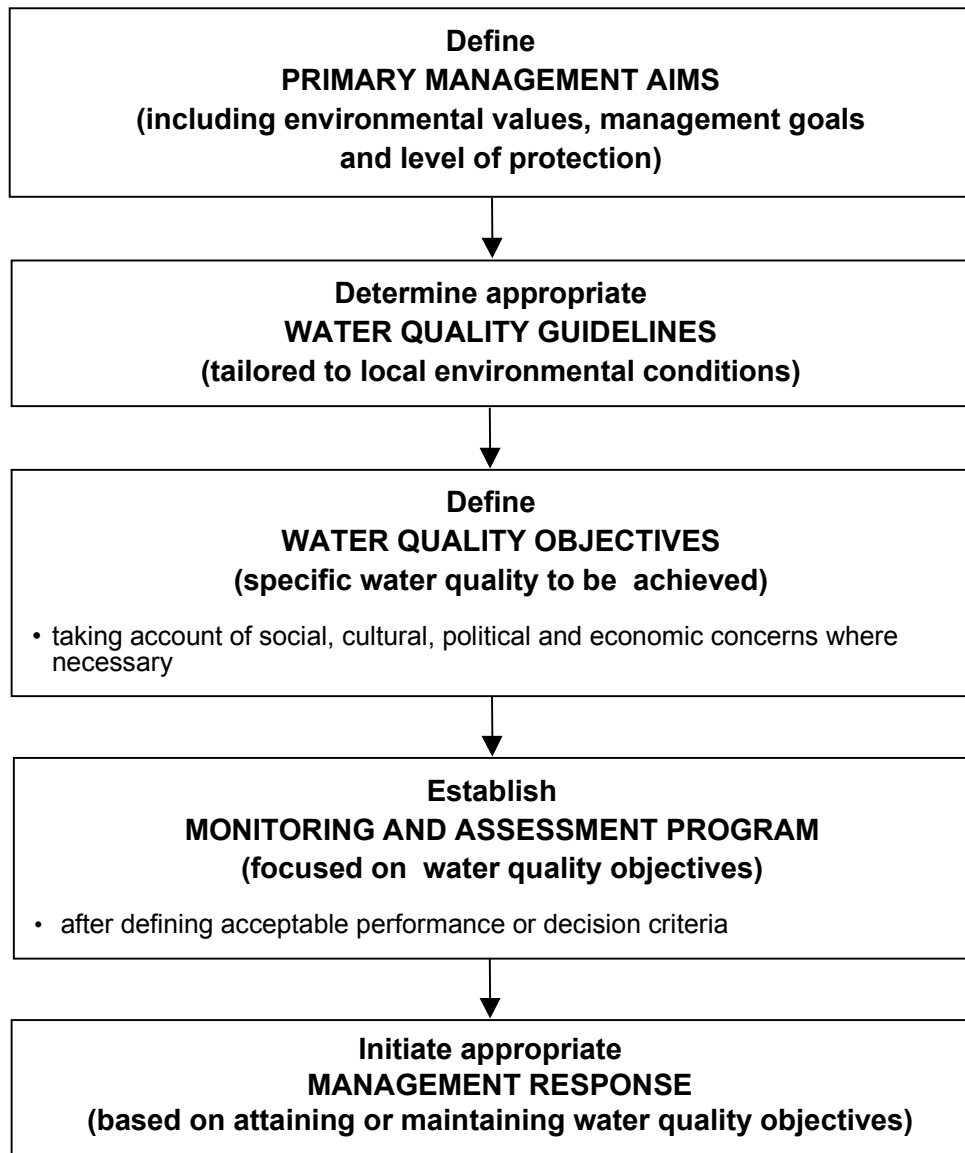 Define
PRIMARY MANAGEMENT AIMS
(including environmental values, management goals
and level of protection)
Determine appropriate
WATER QUALITY GUIDELINES
(tailored to local environmental conditions)
Define
WATER QUALITY OBJECTIVES
(specific water quality to be achieved)
• taking account of social, cultural, political and economic concerns where
necessary
Establish
MONITORING AND ASSESSMENT PROGRAM
(focused on water quality objectives)
• after defining acceptable performance or decision criteria
Initiate appropriate
MANAGEMENT RESPONSE
(based on attaining or maintaining water quality objectives)